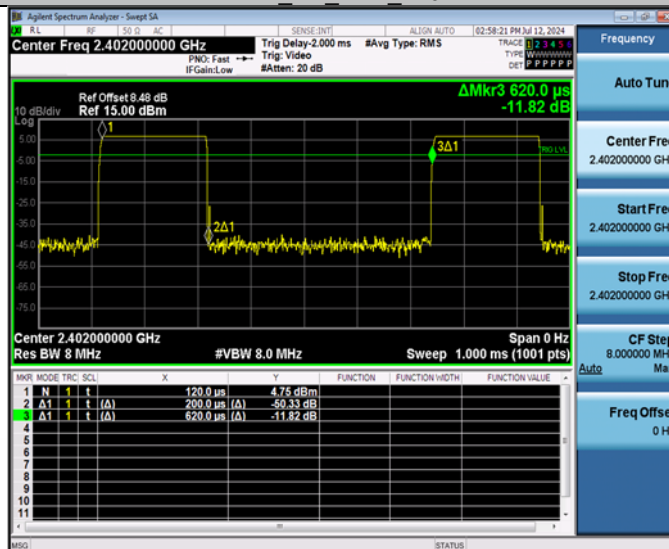 Agilent Spectrum Analyzer - Swept SA
RL RF 50 Ω AC SENSE:INT ALIGN AUTO 02:58:21 PM Jul 12, 2024
Center Freq 2.402000000 GHz
PNO: Fast
IFGain:Low
Trig Delay-2.000 ms
Trig: Video
#Atten: 20 dB
#Avg Type: RMS
TRACE 1 2 3 4 5 6
TYPE WWWWWW
DET P P P P P P
Frequency
Ref Offset 8.48 dB
Ref 15.00 dBm
10 dB/div
Log
ΔMkr3 620.0 µs
-11.82 dB
5.00
-5.00
-15.0
-25.0
-35.0
-45.0
-55.0
-65.0
-75.0
1
2Δ1
3Δ1
TRIG LVL
Auto Tun
Center Fre
2.402000000 GH
Start Fre
2.402000000 GH
Stop Fre
2.402000000 GH
CF Step
8.000000 MH
Auto Ma
Freq Offse
0 H
Center 2.402000000 GHz Span 0 Hz
Res BW 8 MHz #VBW 8.0 MHz Sweep 1.000 ms (1001 pts)
MKR MODE TRC SCL X Y FUNCTION FUNCTION WIDTH FUNCTION VALUE
1 N 1 t 120.0 µs 4.75 dBm
2 Δ1 1 t (Δ) 200.0 µs (Δ) -50.33 dB
3 Δ1 1 t (Δ) 620.0 µs (Δ) -11.82 dB
4
5
6
7
8
9
10
11
MSG STATUS